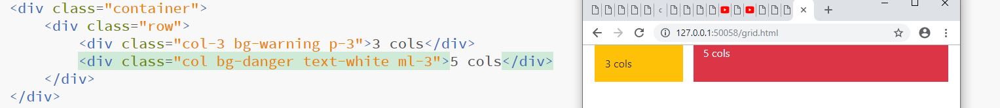 <div class="container">
<div class="row">
<div class="col-3 bg-warning p-3">3 cols</div>
<div class="col bg-danger text-white ml-3">5 cols</div>
</div>
</div>
c
127.0.0.1:50058/grid.html
3 cols
5 cols